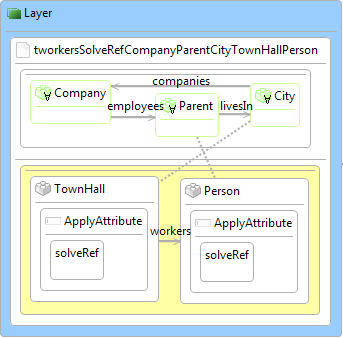 Layer
tworkersSolveRefCompanyParentCityTownHallPerson
companies
Company
employees
Parent
livesIn
City
TownHall
Person
ApplyAttribute
ApplyAttribute
workers
solveRef
solveRef